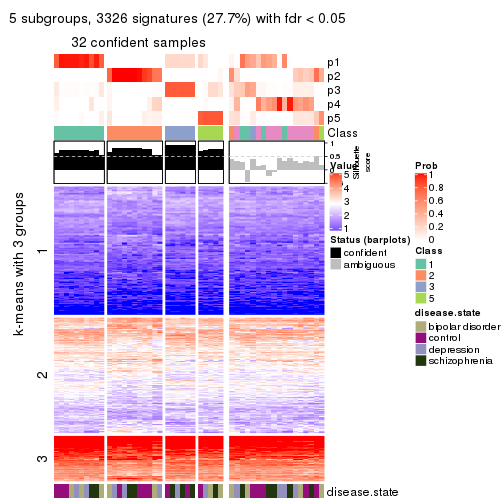 5 subgroups, 3326 signatures (27.7%) with fdr < 0.05
32 confident samples
p1
p2
p3
p4
p5
Class
1
0.5
0
Silhouette
score
k-means with 3 groups
1
2
3
disease.state
Value
5
4
3
2
1
Status (barplots)
confident
ambiguous
Prob
1
0.8
0.6
0.4
0.2
0
Class
1
2
3
5
disease.state
bipolar disorder
control
depression
schizophrenia